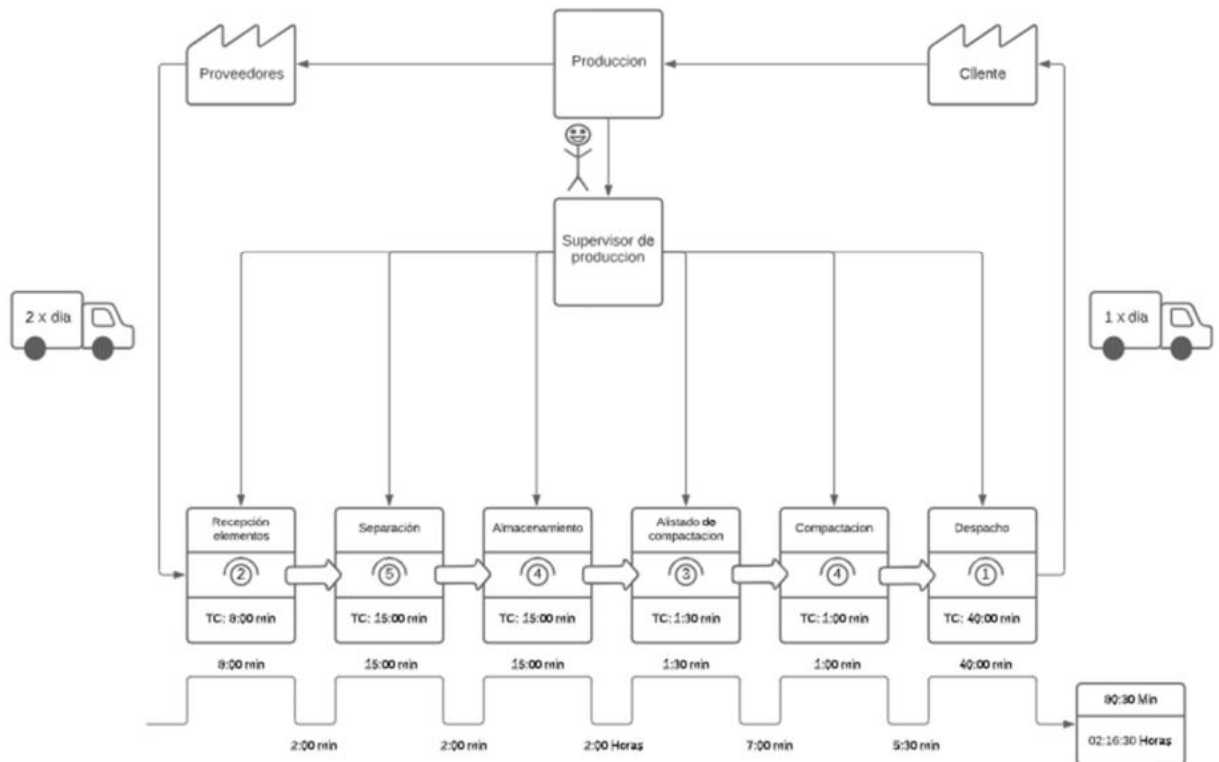 Proveedores
Produccion
Cliente
Supervisor de
produccion
2 x dia
1 x dia
Recepción
elementos
2
TC: 8:00 min
Separación
5
TC: 15:00 min
Almacenamiento
4
TC: 15:00 min
Alistado de
compactacion
3
TC: 1:30 min
Compactacion
4
TC: 1:00 min
Despacho
1
TC: 40:00 min
8:00 min
15:00 min
15:00 min
1:30 min
1:00 min
40:00 min
2:00 min
2:00 min
2:00 Horas
7:00 min
5:30 min
80:30 Min
02:16:30 Horas